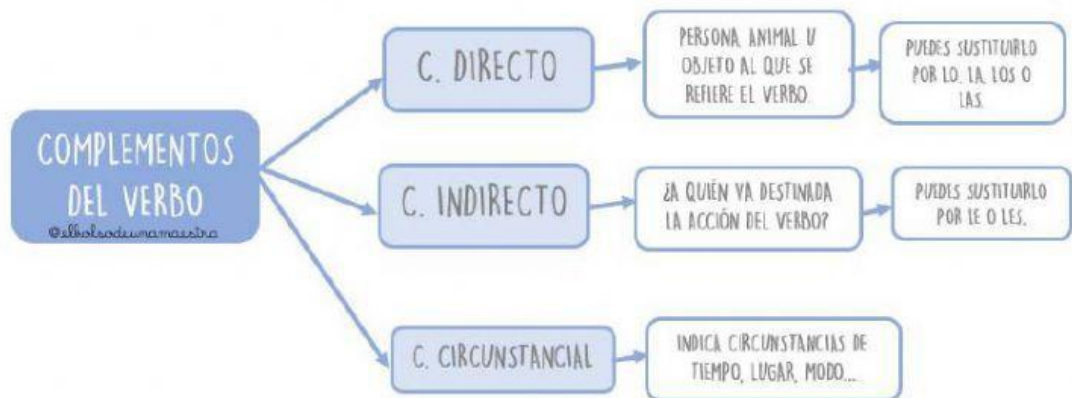 COMPLEMENTOS
DEL VERBO
@elbolsodeunamaestra
C. DIRECTO
PERSONA, ANIMAL U
OBJETO AL QUE SE
REFIERE EL VERBO.
PUEDES SUSTITUIRLO
POR LO, LA, LOS O
LAS.
C. INDIRECTO
¿A QUIÉN VA DESTINADA
LA ACCIÓN DEL VERBO?
PUEDES SUSTITUIRLO
POR LE O LES.
C. CIRCUNSTANCIAL
INDICA CIRCUNSTANCIAS DE
TIEMPO, LUGAR, MODO...